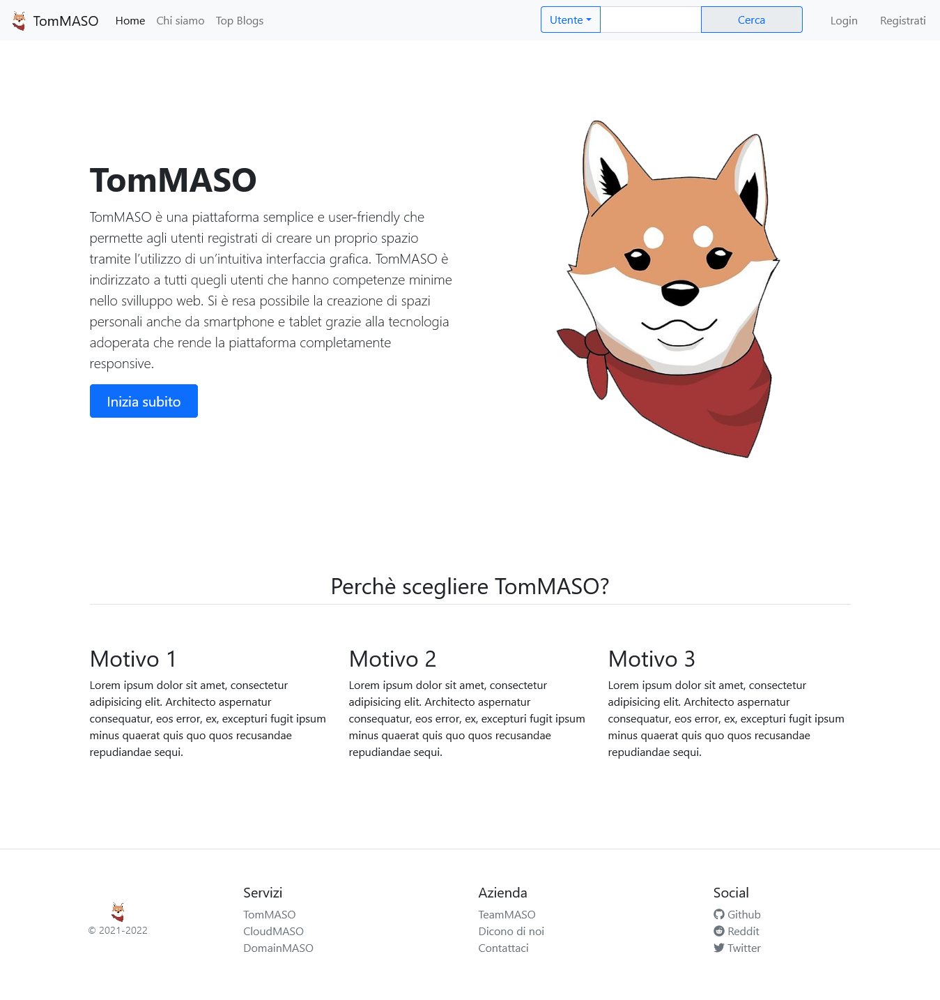 TomMASO Home Chi siamo Top Blogs Utente Cerca Login Registrati
TomMASO
TomMASO è una piattaforma semplice e user-friendly che
permette agli utenti registrati di creare un proprio spazio
tramite l’utilizzo di un’intuitiva interfaccia grafica. TomMASO è
indirizzato a tutti quegli utenti che hanno competenze minime
nello svilluppo web. Si è resa possibile la creazione di spazi
personali anche da smartphone e tablet grazie alla tecnologia
adoperata che rende la piattaforma completamente
responsive.
Inizia subito
Perchè scegliere TomMASO?
Motivo 1
Lorem ipsum dolor sit amet, consectetur
adipisicing elit. Architecto aspernatur
consequatur, eos error, ex, excepturi fugit ipsum
minus quaerat quis quo quos recusandae
repudiandae sequi.
Motivo 2
Lorem ipsum dolor sit amet, consectetur
adipisicing elit. Architecto aspernatur
consequatur, eos error, ex, excepturi fugit ipsum
minus quaerat quis quo quos recusandae
repudiandae sequi.
Motivo 3
Lorem ipsum dolor sit amet, consectetur
adipisicing elit. Architecto aspernatur
consequatur, eos error, ex, excepturi fugit ipsum
minus quaerat quis quo quos recusandae
repudiandae sequi.
© 2021-2022
Servizi
TomMASO
CloudMASO
DomainMASO
Azienda
TeamMASO
Dicono di noi
Contattaci
Social
Github
Reddit
Twitter